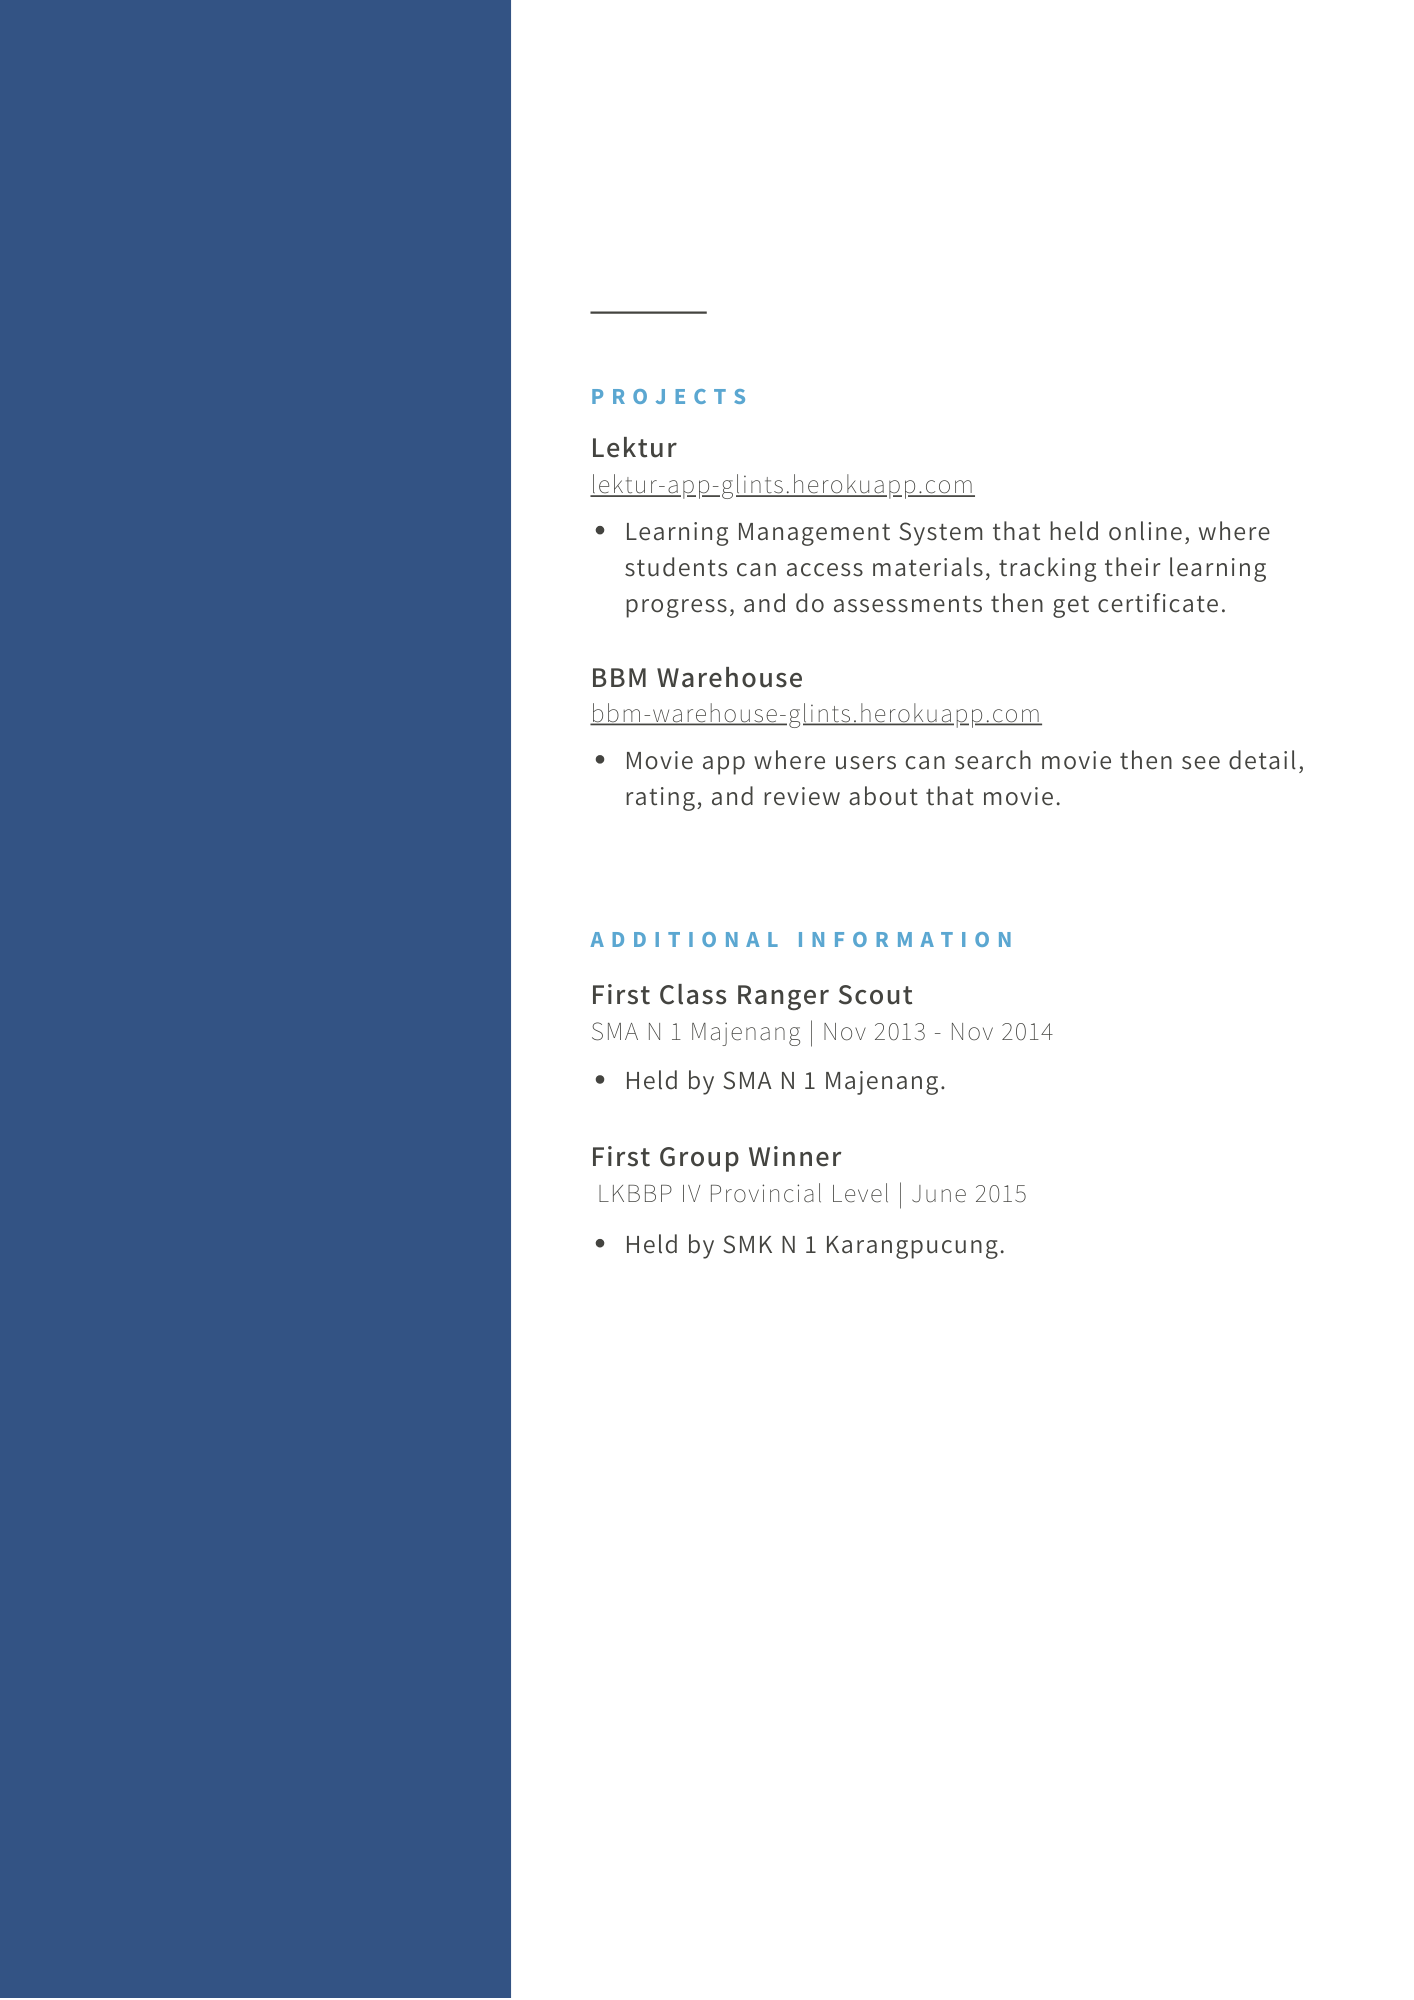 PROJECTS
Lektur
lektur-app-glints.herokuapp.com
• Learning Management System that held online, where
students can access materials, tracking their learning
progress, and do assessments then get certificate.
BBM Warehouse
bbm-warehouse-glints.herokuapp.com
• Movie app where users can search movie then see detail,
rating, and review about that movie.
ADDITIONAL INFORMATION
First Class Ranger Scout
SMA N 1 Majenang | Nov 2013 - Nov 2014
• Held by SMA N 1 Majenang.
First Group Winner
LKBBP IV Provincial Level | June 2015
• Held by SMK N 1 Karangpucung.